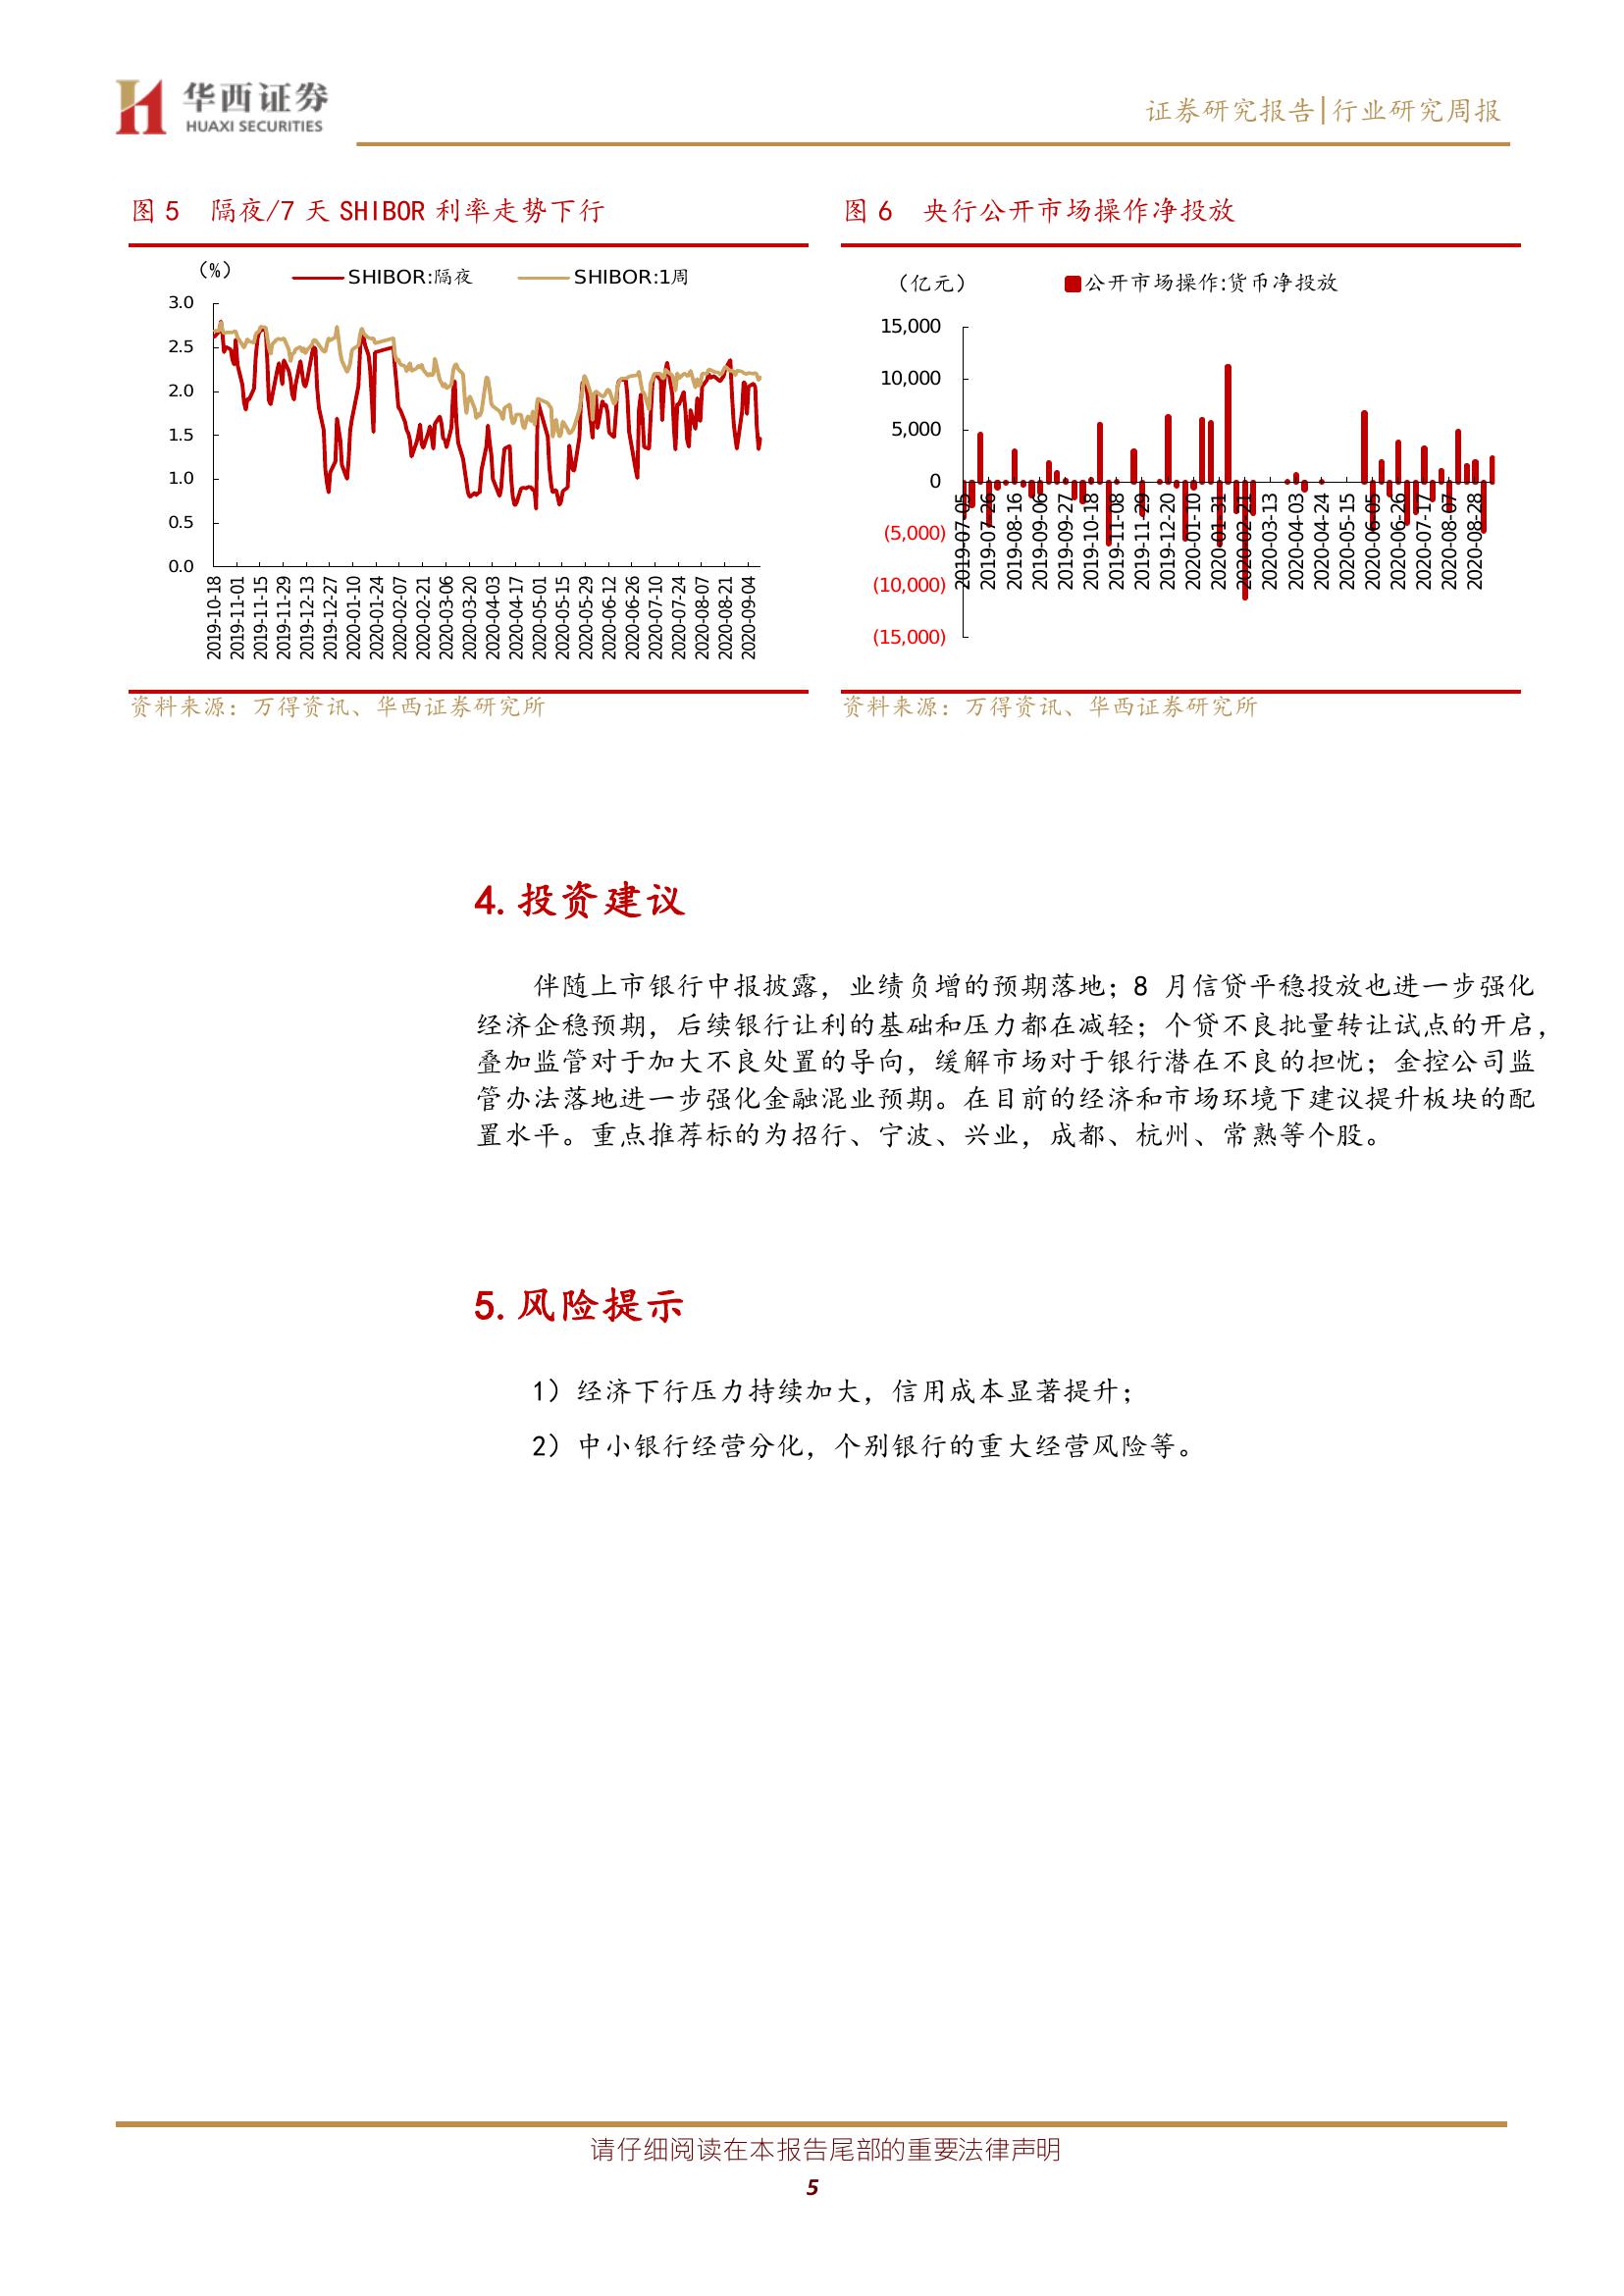 华西证券
HUAXI SECURITIES
证券研究报告|行业研究周报
图 5 隔夜/7 天 SHIBOR 利率走势下行
(%)
SHIBOR:隔夜
SHIBOR:1周
3.0
2.5
2.0
1.5
1.0
0.5
0.0
2019-10-18
2019-11-01
2019-11-15
2019-11-29
2019-12-13
2019-12-27
2020-01-10
2020-01-24
2020-02-07
2020-02-21
2020-03-06
2020-03-20
2020-04-03
2020-04-17
2020-05-01
2020-05-15
2020-05-29
2020-06-12
2020-06-26
2020-07-10
2020-07-24
2020-08-07
2020-08-21
2020-09-04
资料来源：万得资讯、华西证券研究所
图 6 央行公开市场操作净投放
（亿元）
公开市场操作:货币净投放
15,000
10,000
5,000
0
(5,000)
(10,000)
(15,000)
2019-07-05
2019-07-26
2019-08-16
2019-09-06
2019-09-27
2019-10-18
2019-11-08
2019-11-29
2019-12-20
2020-01-10
2020-01-31
2020-02-21
2020-03-13
2020-04-03
2020-04-24
2020-05-15
2020-06-05
2020-06-26
2020-07-17
2020-08-07
2020-08-28
资料来源：万得资讯、华西证券研究所
4.投资建议
伴随上市银行中报披露，业绩负增的预期落地；8 月信贷平稳投放也进一步强化
经济企稳预期，后续银行让利的基础和压力都在减轻；个贷不良批量转让试点的开启，
叠加监管对于加大不良处置的导向，缓解市场对于银行潜在不良的担忧；金控公司监
管办法落地进一步强化金融混业预期。在目前的经济和市场环境下建议提升板块的配
置水平。重点推荐标的为招行、宁波、兴业，成都、杭州、常熟等个股。
5.风险提示
1）经济下行压力持续加大，信用成本显著提升；
2）中小银行经营分化，个别银行的重大经营风险等。
请仔细阅读在本报告尾部的重要法律声明
5